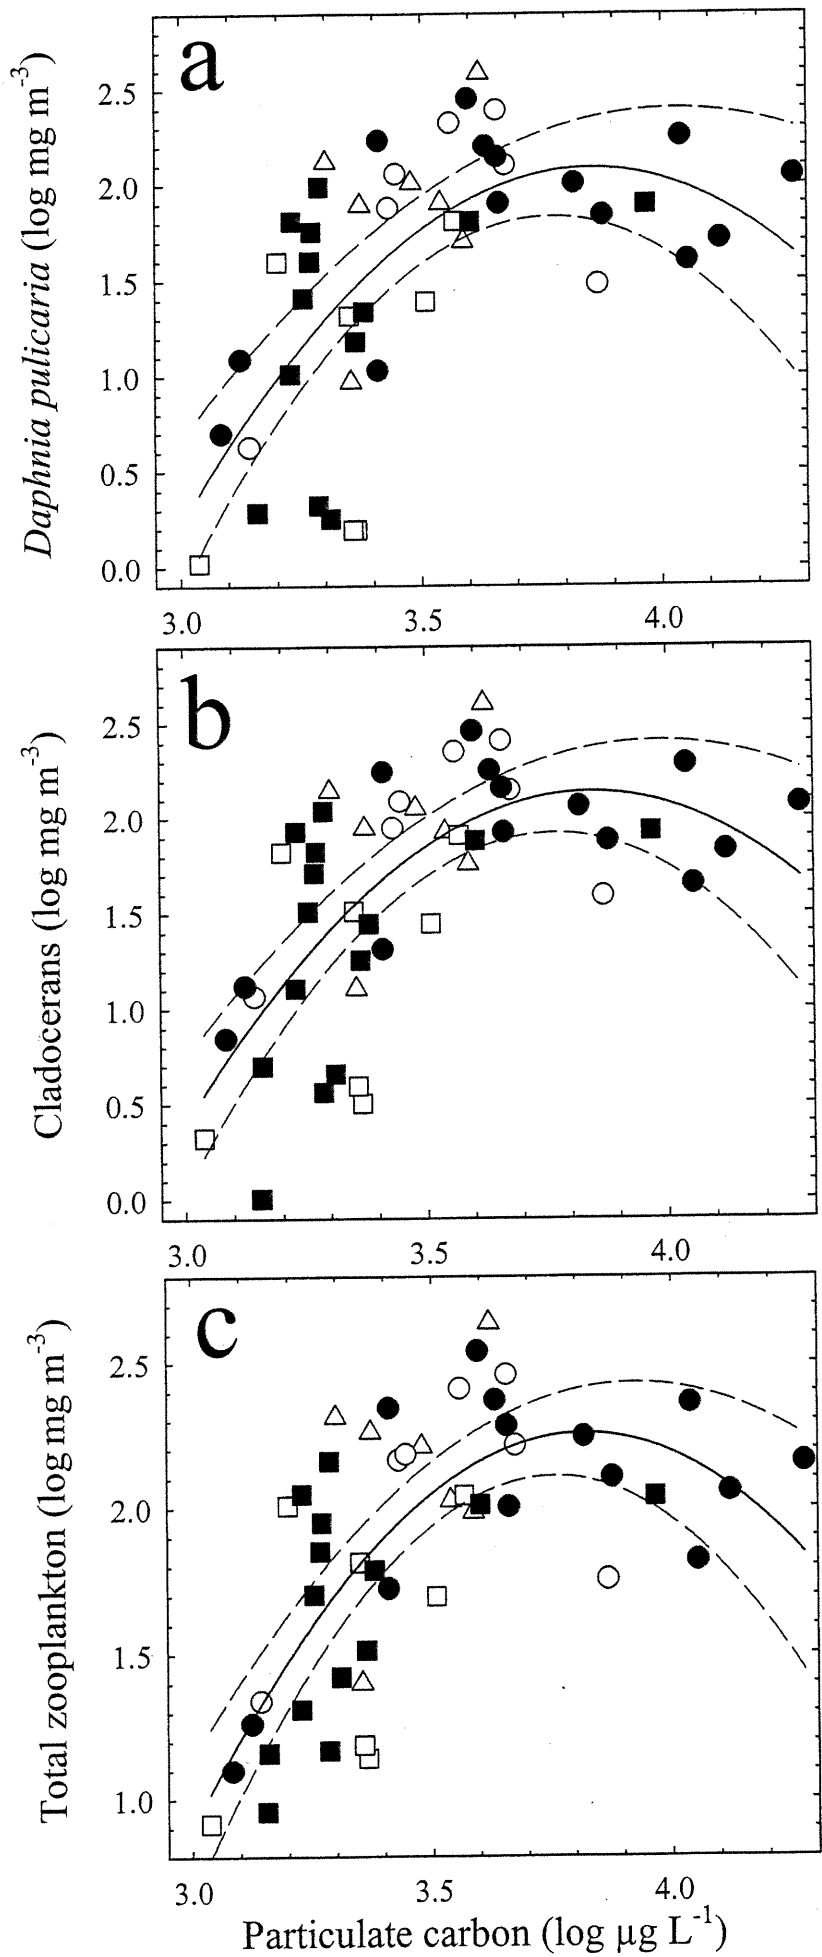 a
Daphnia pulicaria (log mg m-3)
2.5
2.0
1.5
1.0
0.5
0.0
3.0 3.5 4.0
b
Cladocerans (log mg m-3)
2.5
2.0
1.5
1.0
0.5
0.0
3.0 3.5 4.0
c
Total zooplankton (log mg m-3)
2.5
2.0
1.5
1.0
3.0 3.5 4.0
Particulate carbon (log µg L-1)